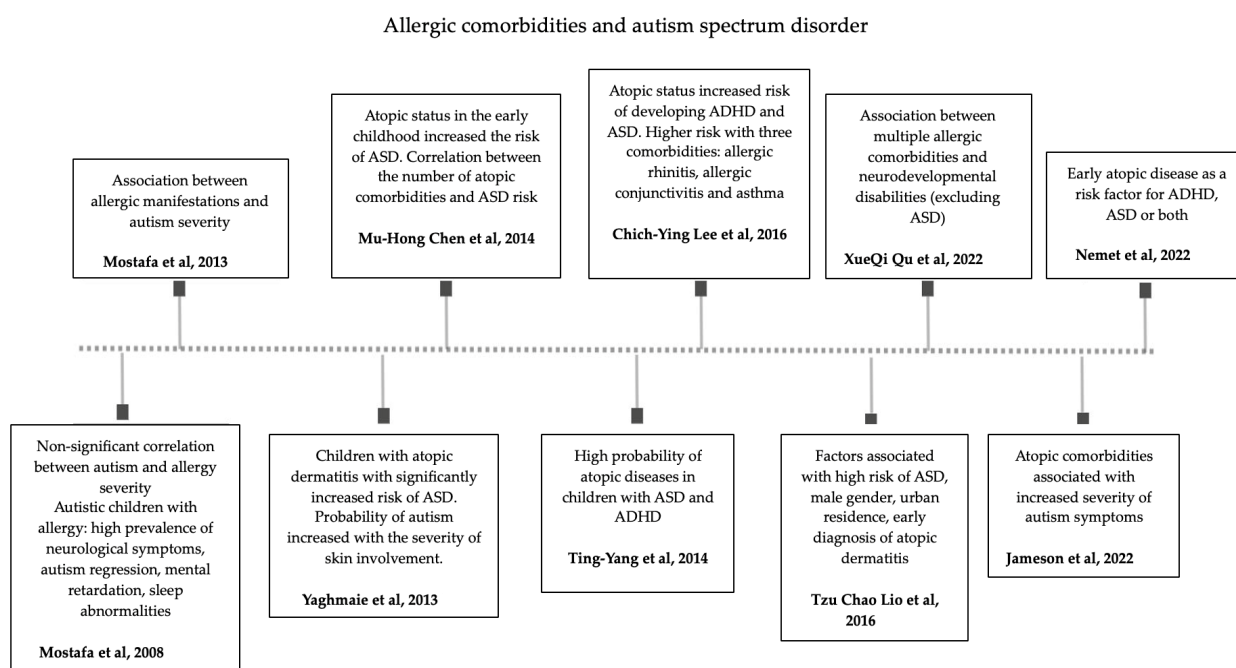 Allergic comorbidities and autism spectrum disorder
Association between
allergic manifestations and
autism severity
Mostafa et al, 2013
Atopic status in the early
childhood increased the risk
of ASD. Correlation between
the number of atopic
comorbidities and ASD risk
Mu-Hong Chen et al, 2014
Atopic status increased risk
of developing ADHD and
ASD. Higher risk with three
comorbidities: allergic
rhinitis, allergic
conjunctivitis and asthma
Chich-Ying Lee et al, 2016
Association between
multiple allergic
comorbidities and
neurodevelopmental
disabilities (excluding
ASD)
XueQi Qu et al, 2022
Early atopic disease as a
risk factor for ADHD,
ASD or both
Nemet et al, 2022
Non-significant correlation
between autism and allergy
severity
Autistic children with
allergy: high prevalence of
neurological symptoms,
autism regression, mental
retardation, sleep
abnormalities
Mostafa et al, 2008
Children with atopic
dermatitis with significantly
increased risk of ASD.
Probability of autism
increased with the severity of
skin involvement.
Yaghmaie et al, 2013
High probability of
atopic diseases in
children with ASD and
ADHD
Ting-Yang et al, 2014
Factors associated
with high risk of ASD,
male gender, urban
residence, early
diagnosis of atopic
dermatitis
Tzu Chao Lio et al,
2016
Atopic comorbidities
associated with
increased severity of
autism symptoms
Jameson et al, 2022